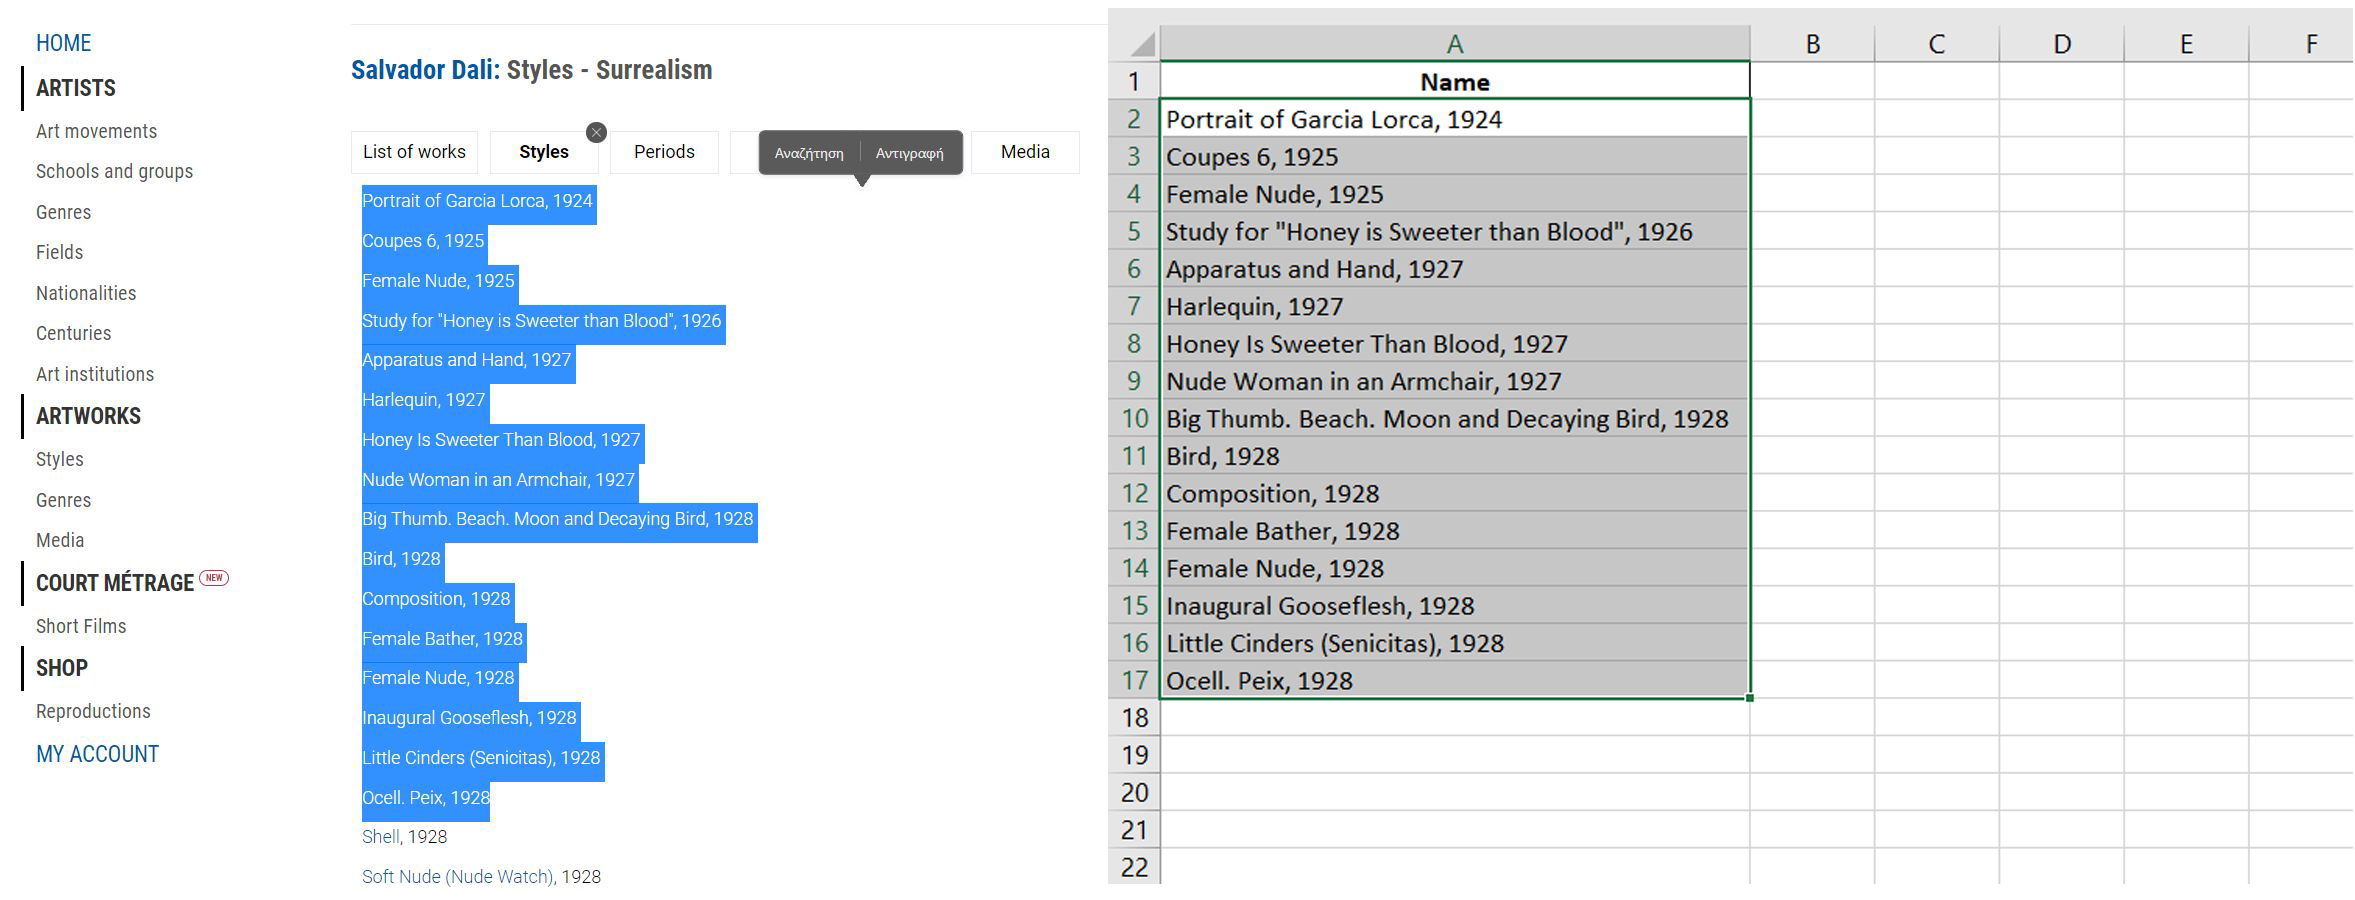 HOME
ARTISTS
Art movements
Schools and groups
Genres
Fields
Nationalities
Centuries
Art institutions
ARTWORKS
Styles
Genres
Media
COURT MÉTRAGE NEW
Short Films
SHOP
Reproductions
MY ACCOUNT
Salvador Dali: Styles - Surrealism
List of works Styles Periods Αναζήτηση Αντιγραφή Media
Portrait of Garcia Lorca, 1924
Coupes 6, 1925
Female Nude, 1925
Study for "Honey is Sweeter than Blood", 1926
Apparatus and Hand, 1927
Harlequin, 1927
Honey Is Sweeter Than Blood, 1927
Nude Woman in an Armchair, 1927
Big Thumb. Beach. Moon and Decaying Bird, 1928
Bird, 1928
Composition, 1928
Female Bather, 1928
Female Nude, 1928
Inaugural Gooseflesh, 1928
Little Cinders (Senicitas), 1928
Ocell. Peix, 1928
Shell, 1928
Soft Nude (Nude Watch), 1928
A B C D E F
1 Name
2 Portrait of Garcia Lorca, 1924
3 Coupes 6, 1925
4 Female Nude, 1925
5 Study for "Honey is Sweeter than Blood", 1926
6 Apparatus and Hand, 1927
7 Harlequin, 1927
8 Honey Is Sweeter Than Blood, 1927
9 Nude Woman in an Armchair, 1927
10 Big Thumb. Beach. Moon and Decaying Bird, 1928
11 Bird, 1928
12 Composition, 1928
13 Female Bather, 1928
14 Female Nude, 1928
15 Inaugural Gooseflesh, 1928
16 Little Cinders (Senicitas), 1928
17 Ocell. Peix, 1928
18
19
20
21
22